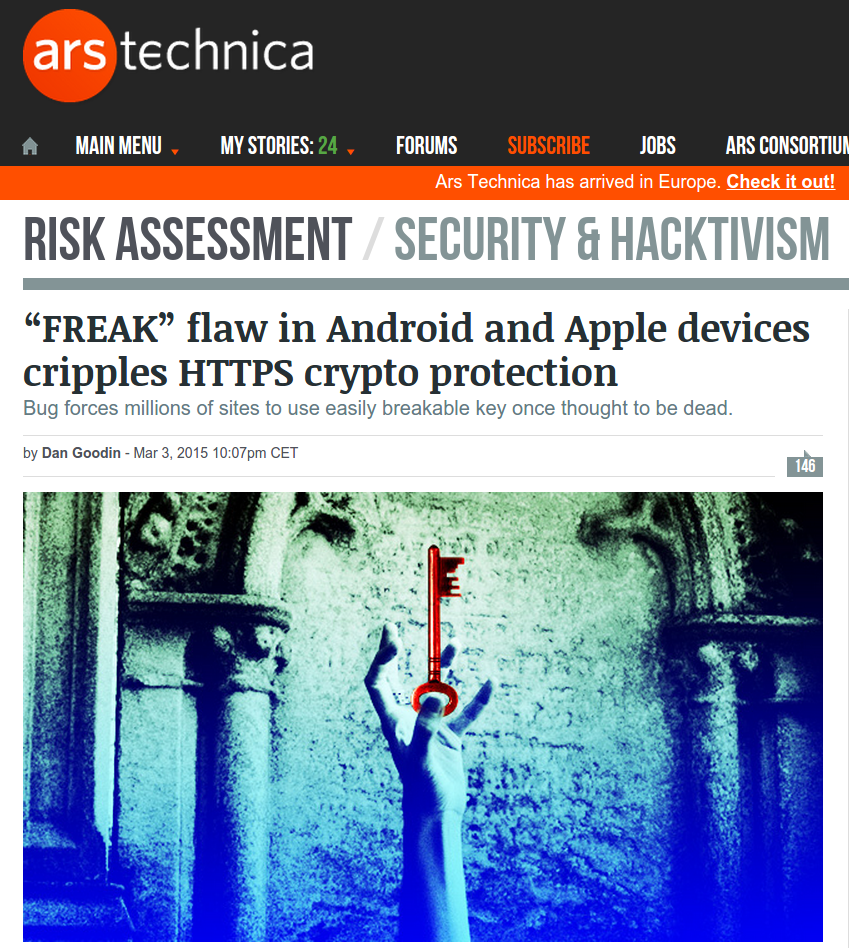 ars technica
MAIN MENU MY STORIES: 24 FORUMS SUBSCRIBE JOBS ARS CONSORTIUM
Ars Technica has arrived in Europe. Check it out!
RISK ASSESSMENT / SECURITY & HACKTIVISM
“FREAK” flaw in Android and Apple devices
cripples HTTPS crypto protection
Bug forces millions of sites to use easily breakable key once thought to be dead.
by Dan Goodin - Mar 3, 2015 10:07pm CET
146